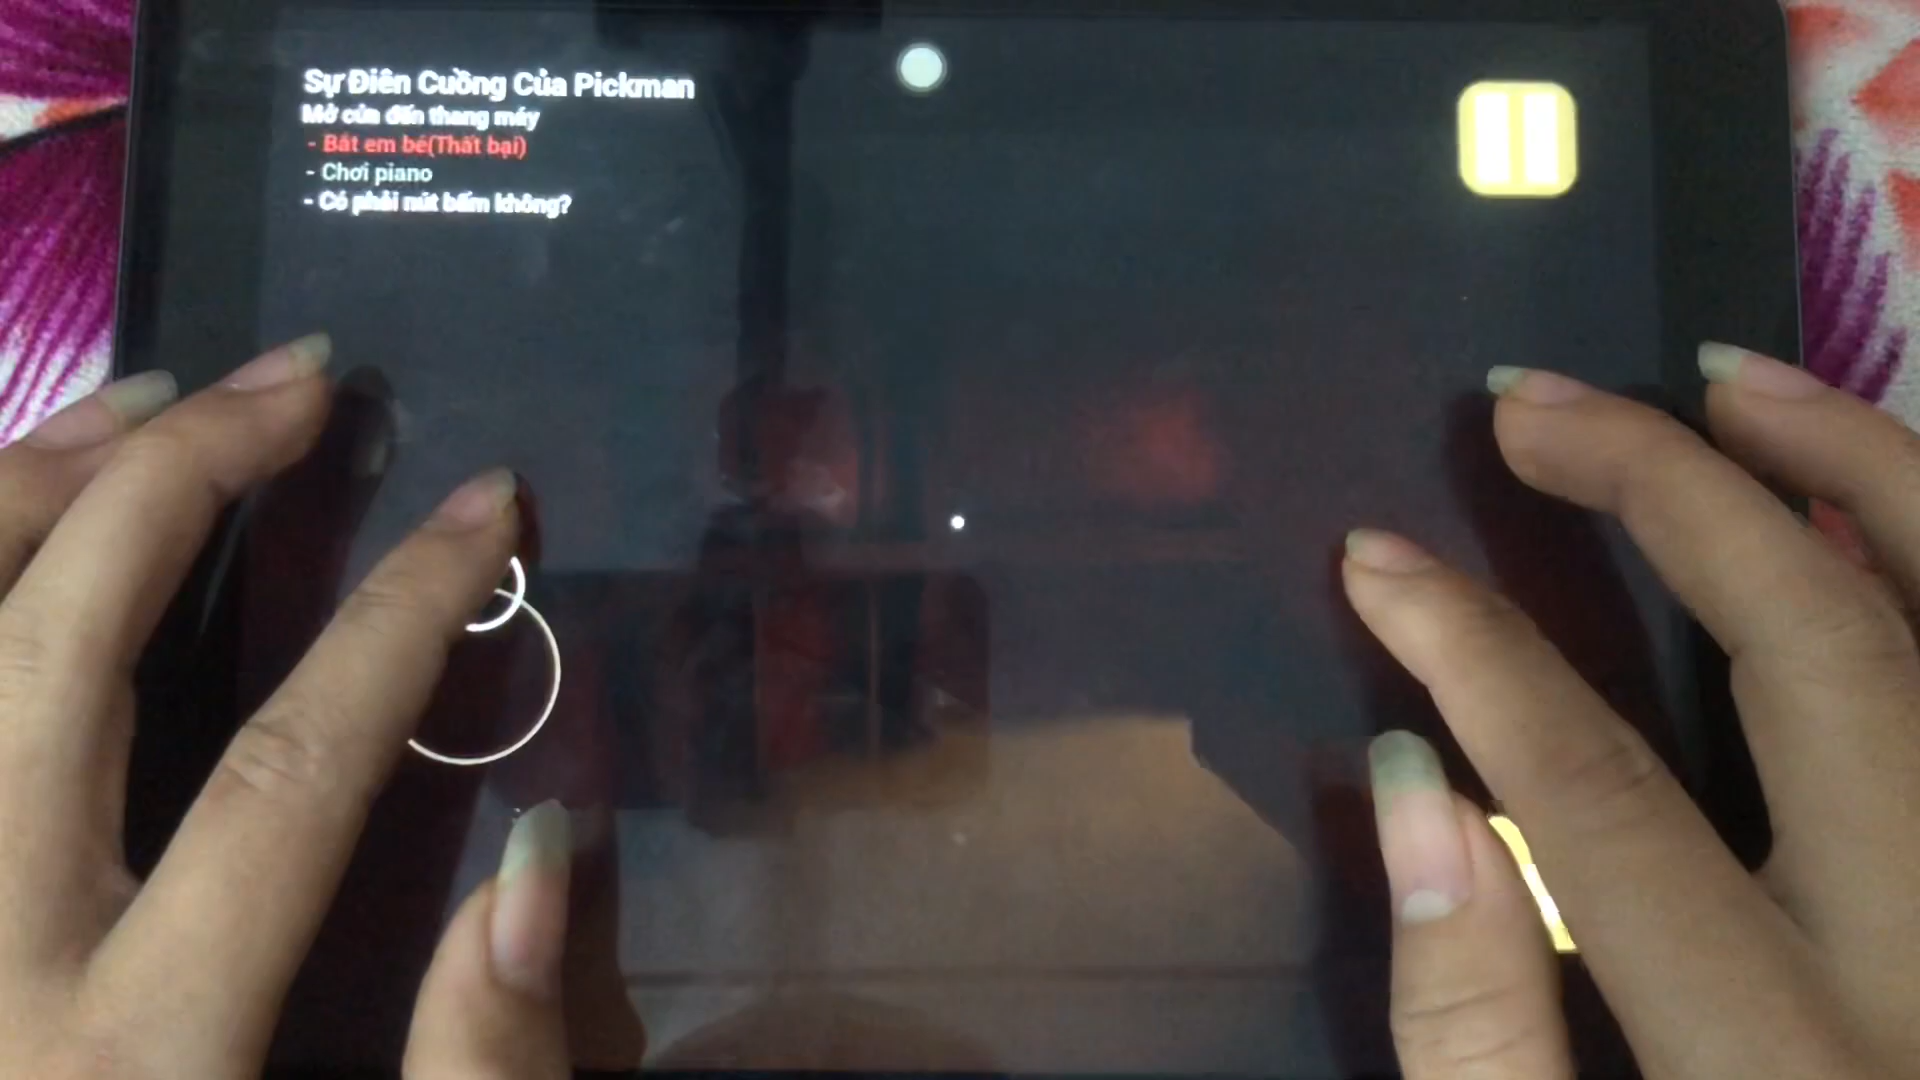 Sự Điên Cuồng Của Pickman
Mở cửa đến thang máy
- Bắt em bé(Thất bại)
- Chơi piano
- Có phải nút bấm không?